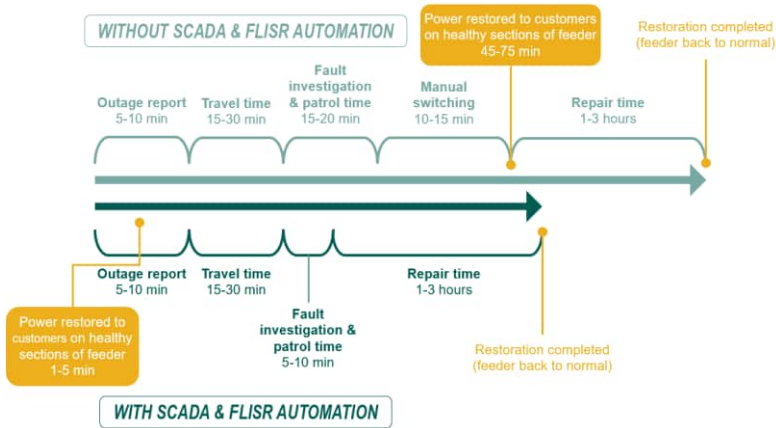 WITHOUT SCADA & FLISR AUTOMATION
Power restored to
customers on healthy
sections of feeder
45-75 min
Restoration completed
(feeder back to normal)
Outage report
5-10 min
Travel time
15-30 min
Fault
investigation
& patrol time
15-20 min
Manual
switching
10-15 min
Repair time
1-3 hours
Outage report
5-10 min
Travel time
15-30 min
Fault
investigation &
patrol time
5-10 min
Repair time
1-3 hours
Power restored to
customers on healthy
sections of feeder
1-5 min
Restoration completed
(feeder back to normal)
WITH SCADA & FLISR AUTOMATION